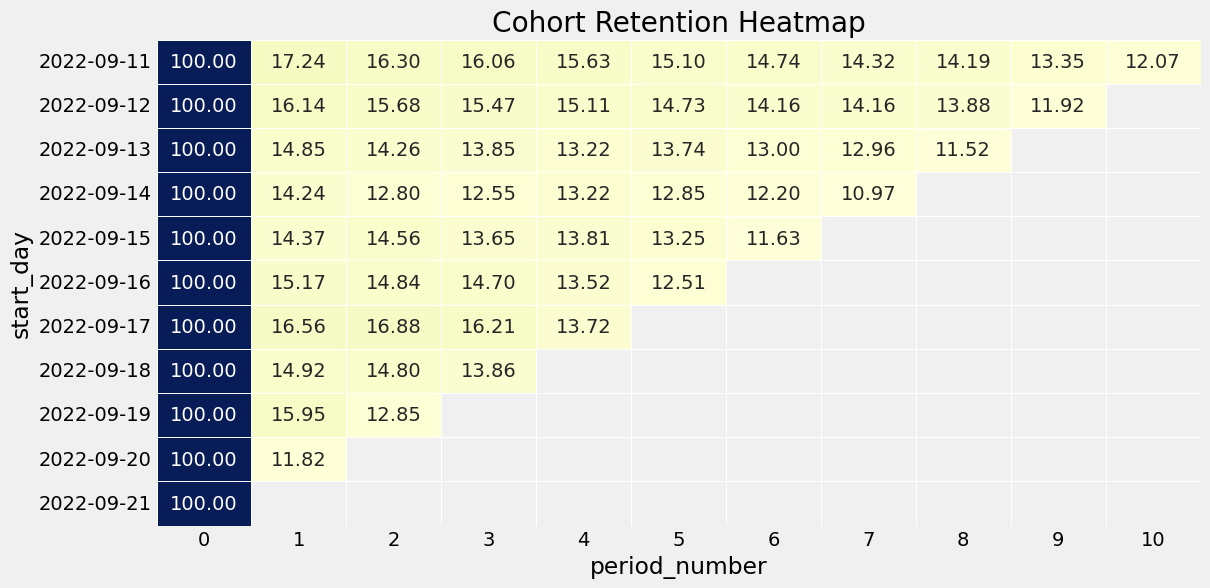 Cohort Retention Heatmap
start_day
2022-09-11 100.00 17.24 16.30 16.06 15.63 15.10 14.74 14.32 14.19 13.35 12.07
2022-09-12 100.00 16.14 15.68 15.47 15.11 14.73 14.16 14.16 13.88 11.92
2022-09-13 100.00 14.85 14.26 13.85 13.22 13.74 13.00 12.96 11.52
2022-09-14 100.00 14.24 12.80 12.55 13.22 12.85 12.20 10.97
2022-09-15 100.00 14.37 14.56 13.65 13.81 13.25 11.63
2022-09-16 100.00 15.17 14.84 14.70 13.52 12.51
2022-09-17 100.00 16.56 16.88 16.21 13.72
2022-09-18 100.00 14.92 14.80 13.86
2022-09-19 100.00 15.95 12.85
2022-09-20 100.00 11.82
2022-09-21 100.00
0 1 2 3 4 5 6 7 8 9 10
period_number